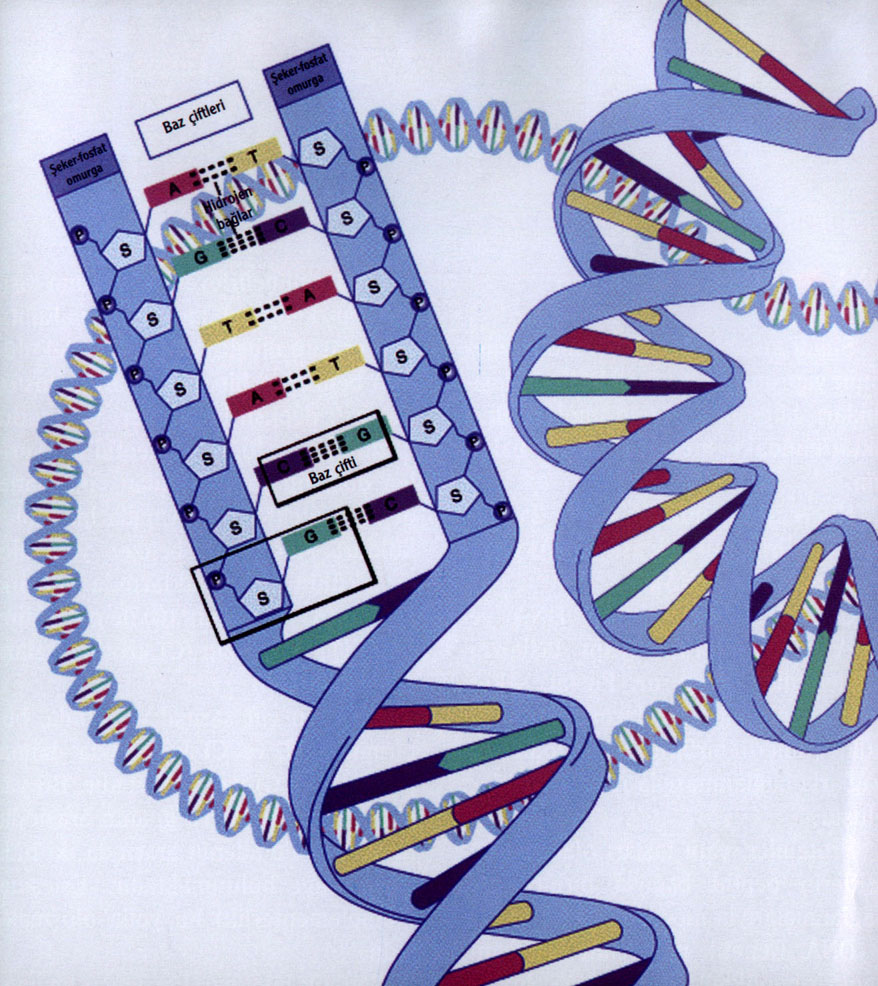 Şeker-fosfat
omurga
Baz çiftleri
Şeker-fosfat
omurga
S A T S
P P
Hidrojen
bağlar
S G C S
P P
S T A S
P P
S A T S
P P
S C G S
Baz çifti
P P
S G C S
P P